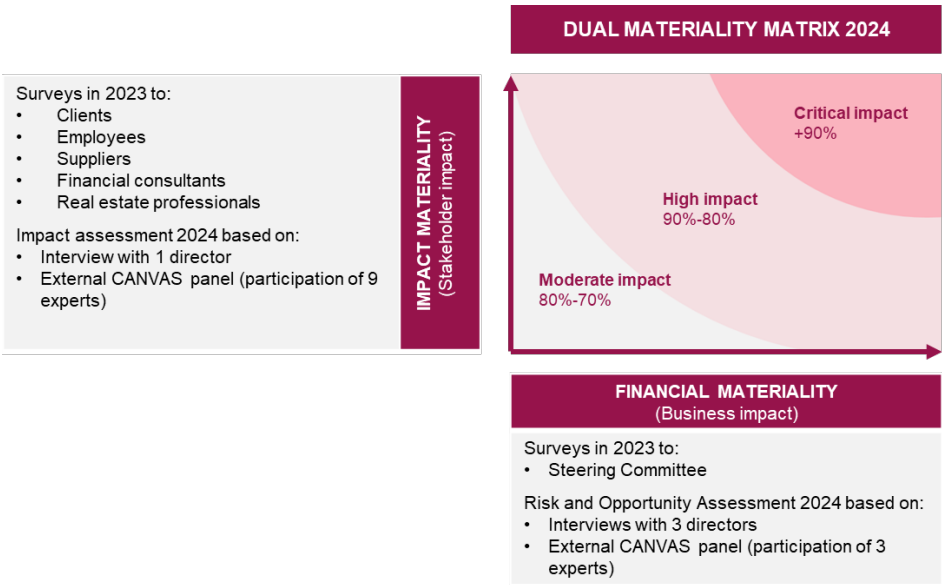 DUAL MATERIALITY MATRIX 2024
Surveys in 2023 to:
• Clients
• Employees
• Suppliers
• Financial consultants
• Real estate professionals
Impact assessment 2024 based on:
• Interview with 1 director
• External CANVAS panel (participation of 9
experts)
IMPACT MATERIALITY
(Stakeholder impact)
Critical impact
+90%
High impact
90%-80%
Moderate impact
80%-70%
FINANCIAL MATERIALITY
(Business impact)
Surveys in 2023 to:
• Steering Committee
Risk and Opportunity Assessment 2024 based on:
• Interviews with 3 directors
• External CANVAS panel (participation of 3
experts)